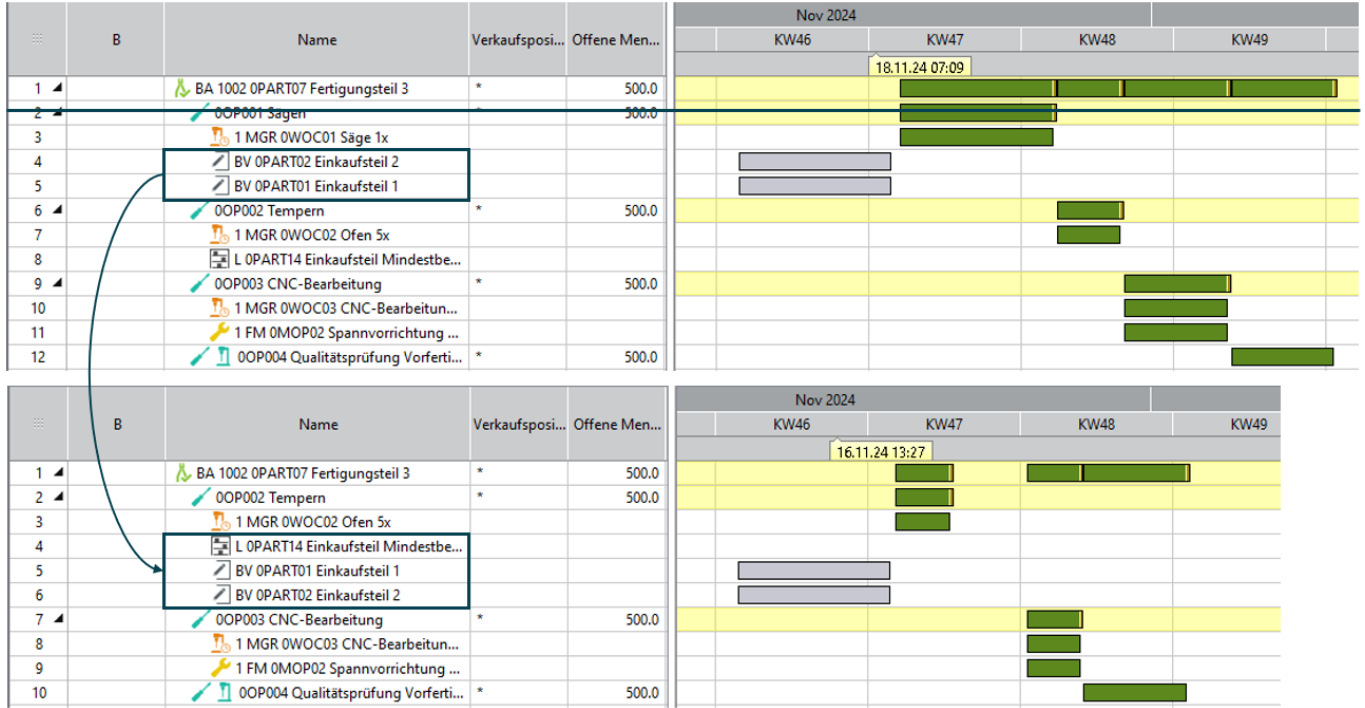 Nov 2024
B Name Verkaufsposi... Offene Men... KW46 KW47 KW48 KW49
18.11.24 07:09
1 BA 1002 0PART07 Fertigungsteil 3 * 500.0
2 0OP001 Sägen * 500.0
3 1 MGR 0WOC01 Säge 1x
4 BV 0PART02 Einkaufsteil 2
5 BV 0PART01 Einkaufsteil 1
6 0OP002 Tempern * 500.0
7 1 MGR 0WOC02 Ofen 5x
8 L 0PART14 Einkaufsteil Mindestbe...
9 0OP003 CNC-Bearbeitung * 500.0
10 1 MGR 0WOC03 CNC-Bearbeitun...
11 1 FM 0MOP02 Spannvorrichtung ...
12 0OP004 Qualitätsprüfung Vorferti... * 500.0
Nov 2024
B Name Verkaufsposi... Offene Men... KW46 KW47 KW48 KW49
16.11.24 13:27
1 BA 1002 0PART07 Fertigungsteil 3 * 500.0
2 0OP002 Tempern * 500.0
3 1 MGR 0WOC02 Ofen 5x
4 L 0PART14 Einkaufsteil Mindestbe...
5 BV 0PART01 Einkaufsteil 1
6 BV 0PART02 Einkaufsteil 2
7 0OP003 CNC-Bearbeitung * 500.0
8 1 MGR 0WOC03 CNC-Bearbeitun...
9 1 FM 0MOP02 Spannvorrichtung ...
10 0OP004 Qualitätsprüfung Vorferti... * 500.0